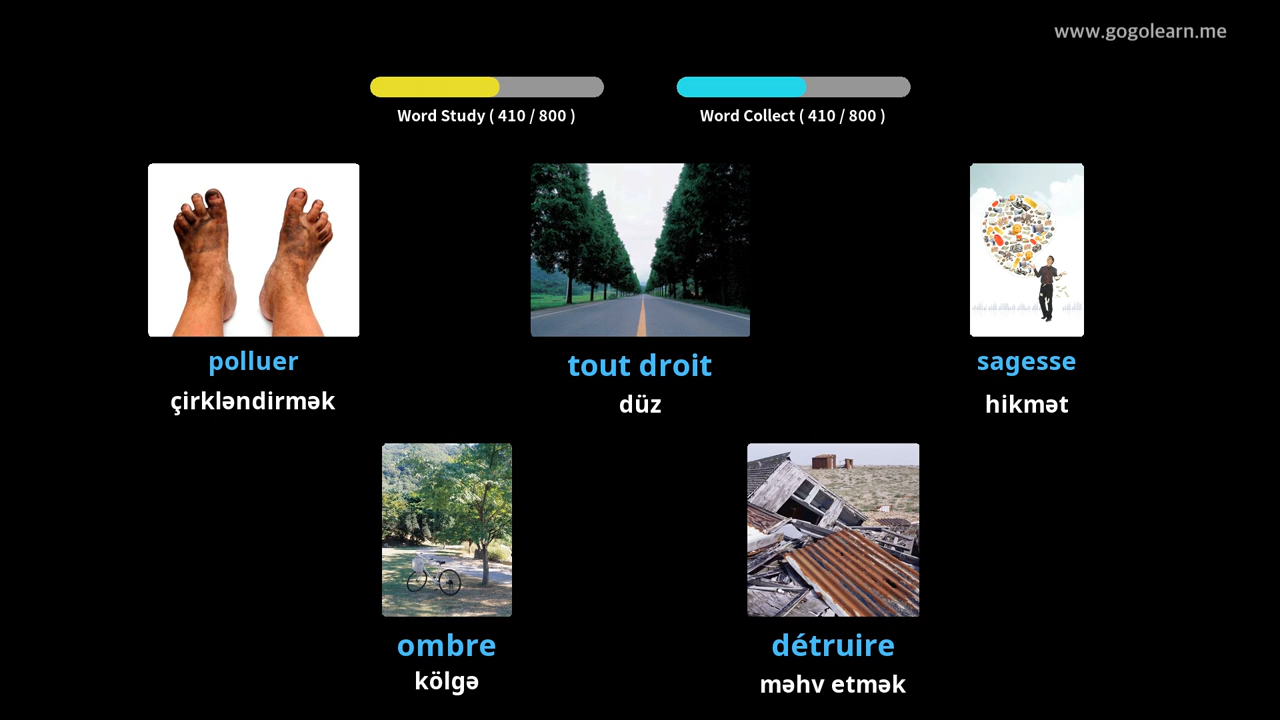 www.gogolearn.me
Word Study ( 410 / 800 )
Word Collect ( 410 / 800 )
polluer
çirkləndirmək
tout droit
düz
sagesse
hikmət
ombre
kölgə
détruire
məhv etmək